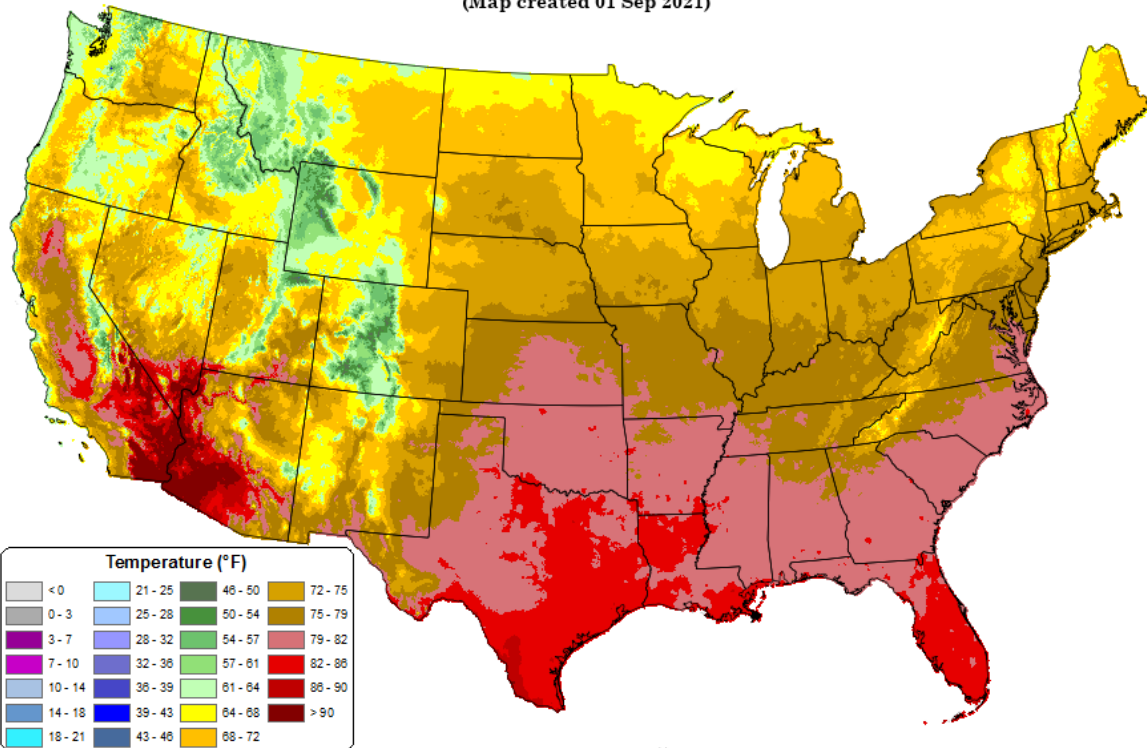 (Map created 01 Sep 2021)
Temperature (°F)
< 0 21 - 25 46 - 50 72 - 75
0 - 3 25 - 28 50 - 54 75 - 79
3 - 7 28 - 32 54 - 57 79 - 82
7 - 10 32 - 36 57 - 61 82 - 86
10 - 14 36 - 39 61 - 64 86 - 90
14 - 18 39 - 43 64 - 68 > 90
18 - 21 43 - 46 68 - 72